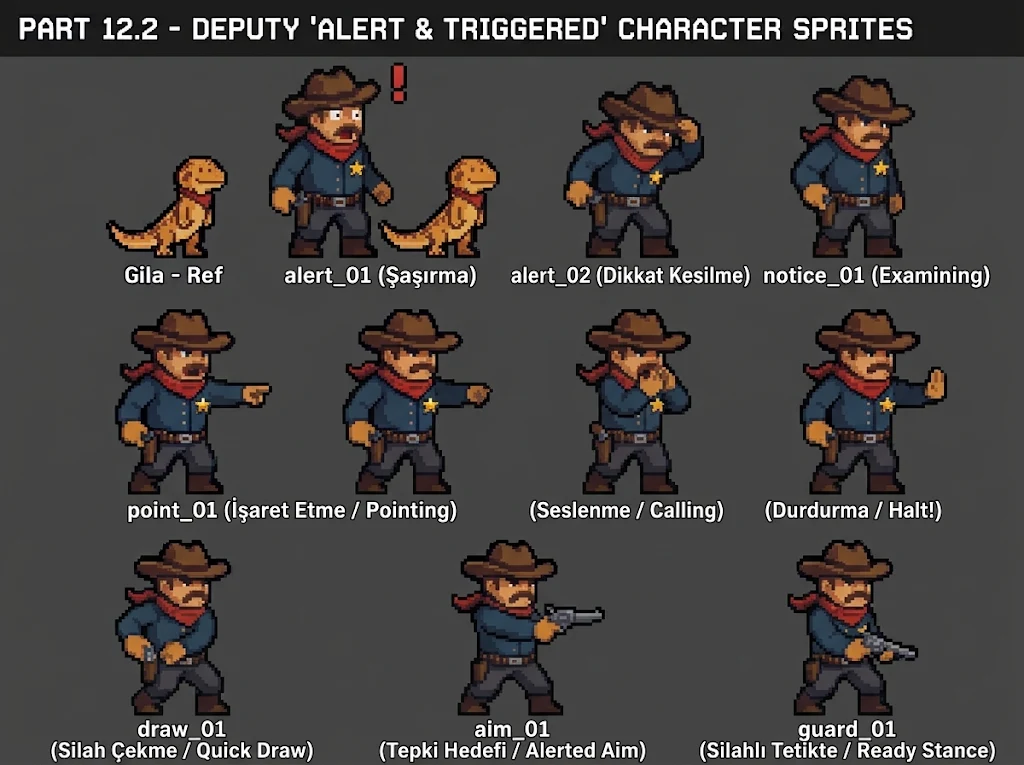 PART 12.2 - DEPUTY 'ALERT & TRIGGERED' CHARACTER SPRITES
!
Gila - Ref
alert_01 (Şaşırma)
alert_02 (Dikkat Kesilme)
notice_01 (Examining)
point_01 (İşaret Etme / Pointing)
(Seslenme / Calling)
(Durdurma / Halt!)
draw_01
(Silah Çekme / Quick Draw)
aim_01
(Tepki Hedefi / Alerted Aim)
guard_01
(Silahlı Tetikte / Ready Stance)